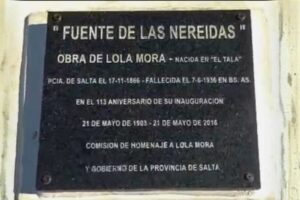 "FUENTE DE LAS NEREIDAS"
OBRA DE LOLA MORA - NACIDA EN "EL TALA"
PCIA. DE SALTA EL 17-11-1866 - FALLECIDA EL 7-6-1936 EN BS. AS.
EN EL 113 ANIVERSARIO DE SU INAUGURACION
21 DE MAYO DE 1903 - 21 DE MAYO DE 2016
COMISION DE HOMENAJE A LOLA MORA
Y GOBIERNO DE LA PROVINCIA DE SALTA